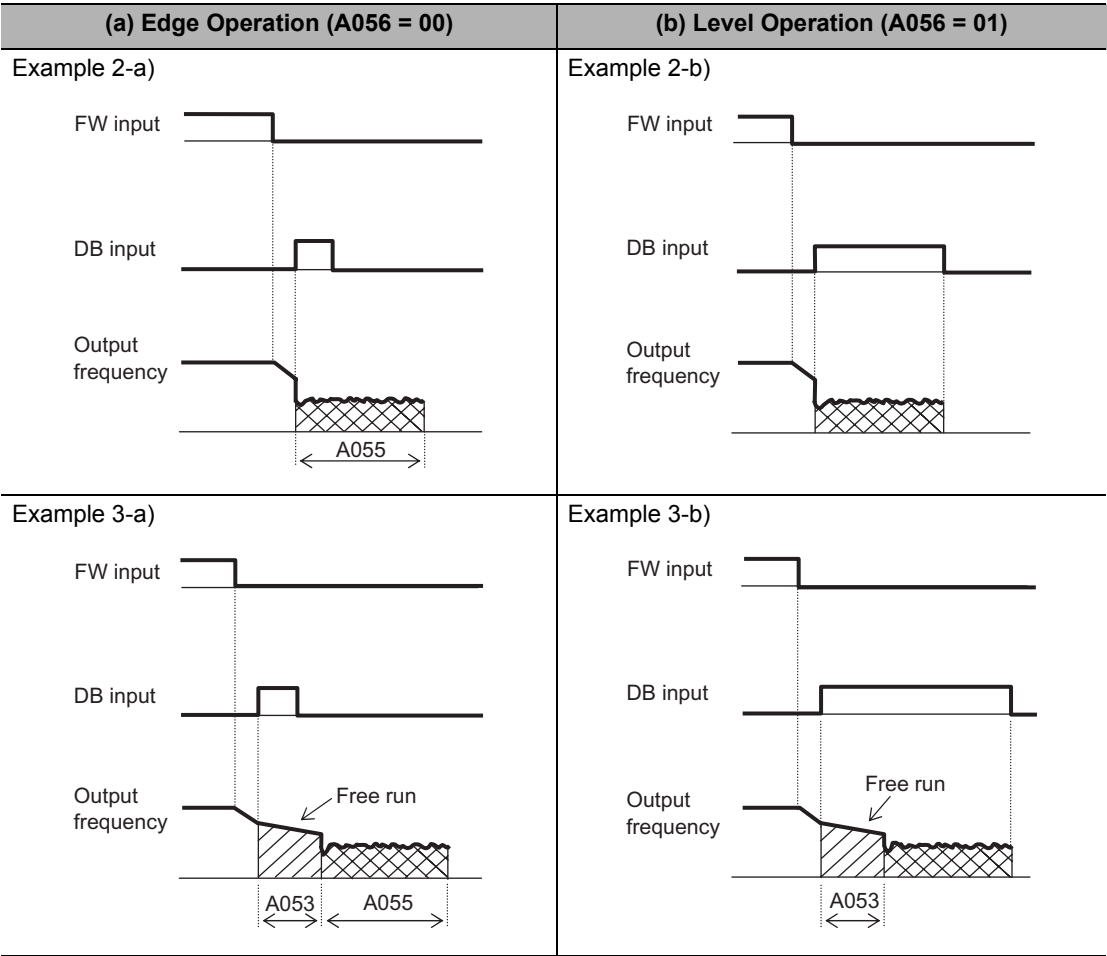 (a) Edge Operation (A056 = 00)
(b) Level Operation (A056 = 01)
Example 2-a)
FW input
DB input
Output
frequency
A055
Example 2-b)
FW input
DB input
Output
frequency
Example 3-a)
FW input
DB input
Output
frequency
Free run
A053
A055
Example 3-b)
FW input
DB input
Output
frequency
Free run
A053